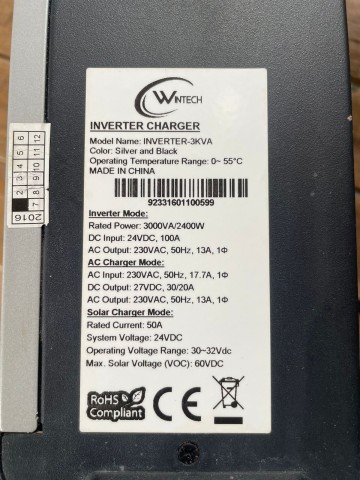 WINTECH
INVERTER CHARGER
Model Name: INVERTER-3KVA
Color: Silver and Black
Operating Temperature Range: 0~ 55°C
MADE IN CHINA
92331601100599
Inverter Mode:
Rated Power: 3000VA/2400W
DC Input: 24VDC, 100A
AC Output: 230VAC, 50Hz, 13A, 1Φ
AC Charger Mode:
AC Input: 230VAC, 50Hz, 17.7A, 1Φ
DC Output: 27VDC, 30/20A
AC Output: 230VAC, 50Hz, 13A, 1Φ
Solar Charger Mode:
Rated Current: 50A
System Voltage: 24VDC
Operating Voltage Range: 30~32Vdc
Max. Solar Voltage (VOC): 60VDC
RoHS
Compliant
CE
5 6 11 12
3 4 9 10
2 7 8
2016